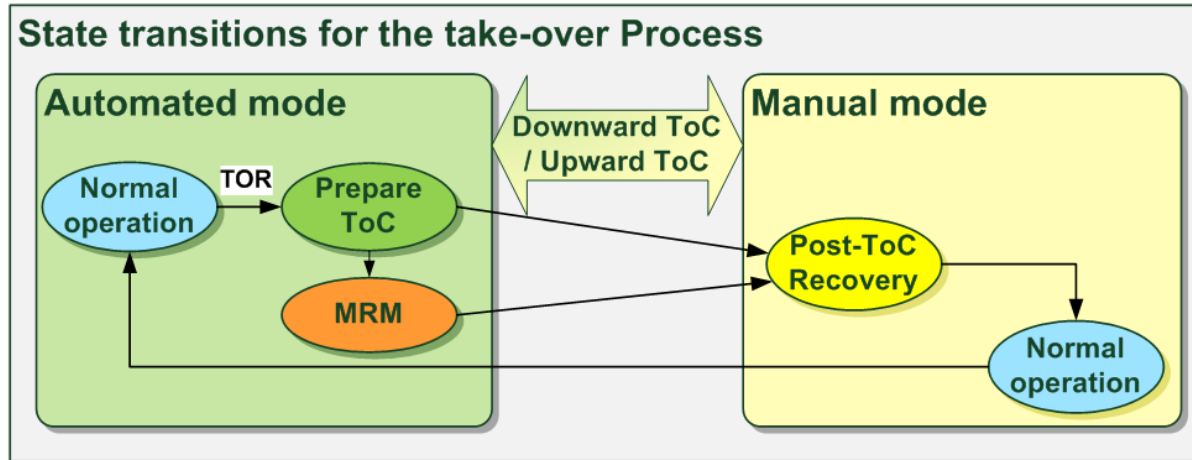 State transitions for the take-over Process
Automated mode
Downward ToC
/ Upward ToC
Manual mode
Normal
operation
TOR
Prepare
ToC
MRM
Post-ToC
Recovery
Normal
operation